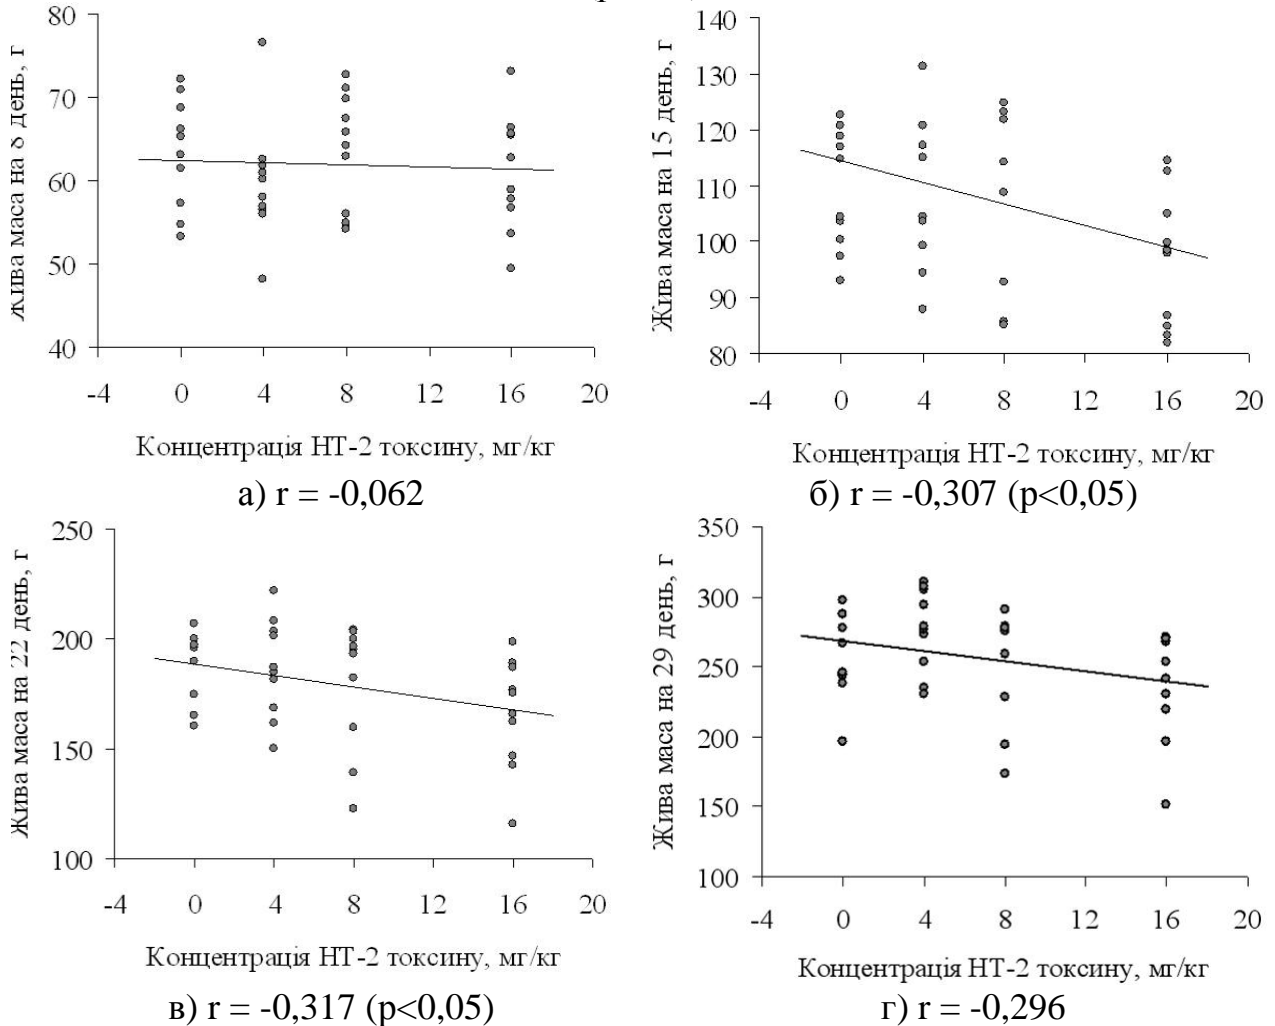 80
70
60
50
40
-4 0 4 8 12 16 20
Жива маса на 8 день, г
Концентрація НТ-2 токсину, мг/кг
а) r = -0,062
140
130
120
110
100
90
80
-4 0 4 8 12 16 20
Жива маса на 15 день, г
Концентрація НТ-2 токсину, мг/кг
б) r = -0,307 (p<0,05)
250
200
150
100
-4 0 4 8 12 16 20
Жива маса на 22 день, г
Концентрація НТ-2 токсину, мг/кг
в) r = -0,317 (p<0,05)
350
300
250
200
150
100
-4 0 4 8 12 16 20
Жива маса на 29 день, г
Концентрація НТ-2 токсину, мг/кг
г) r = -0,296